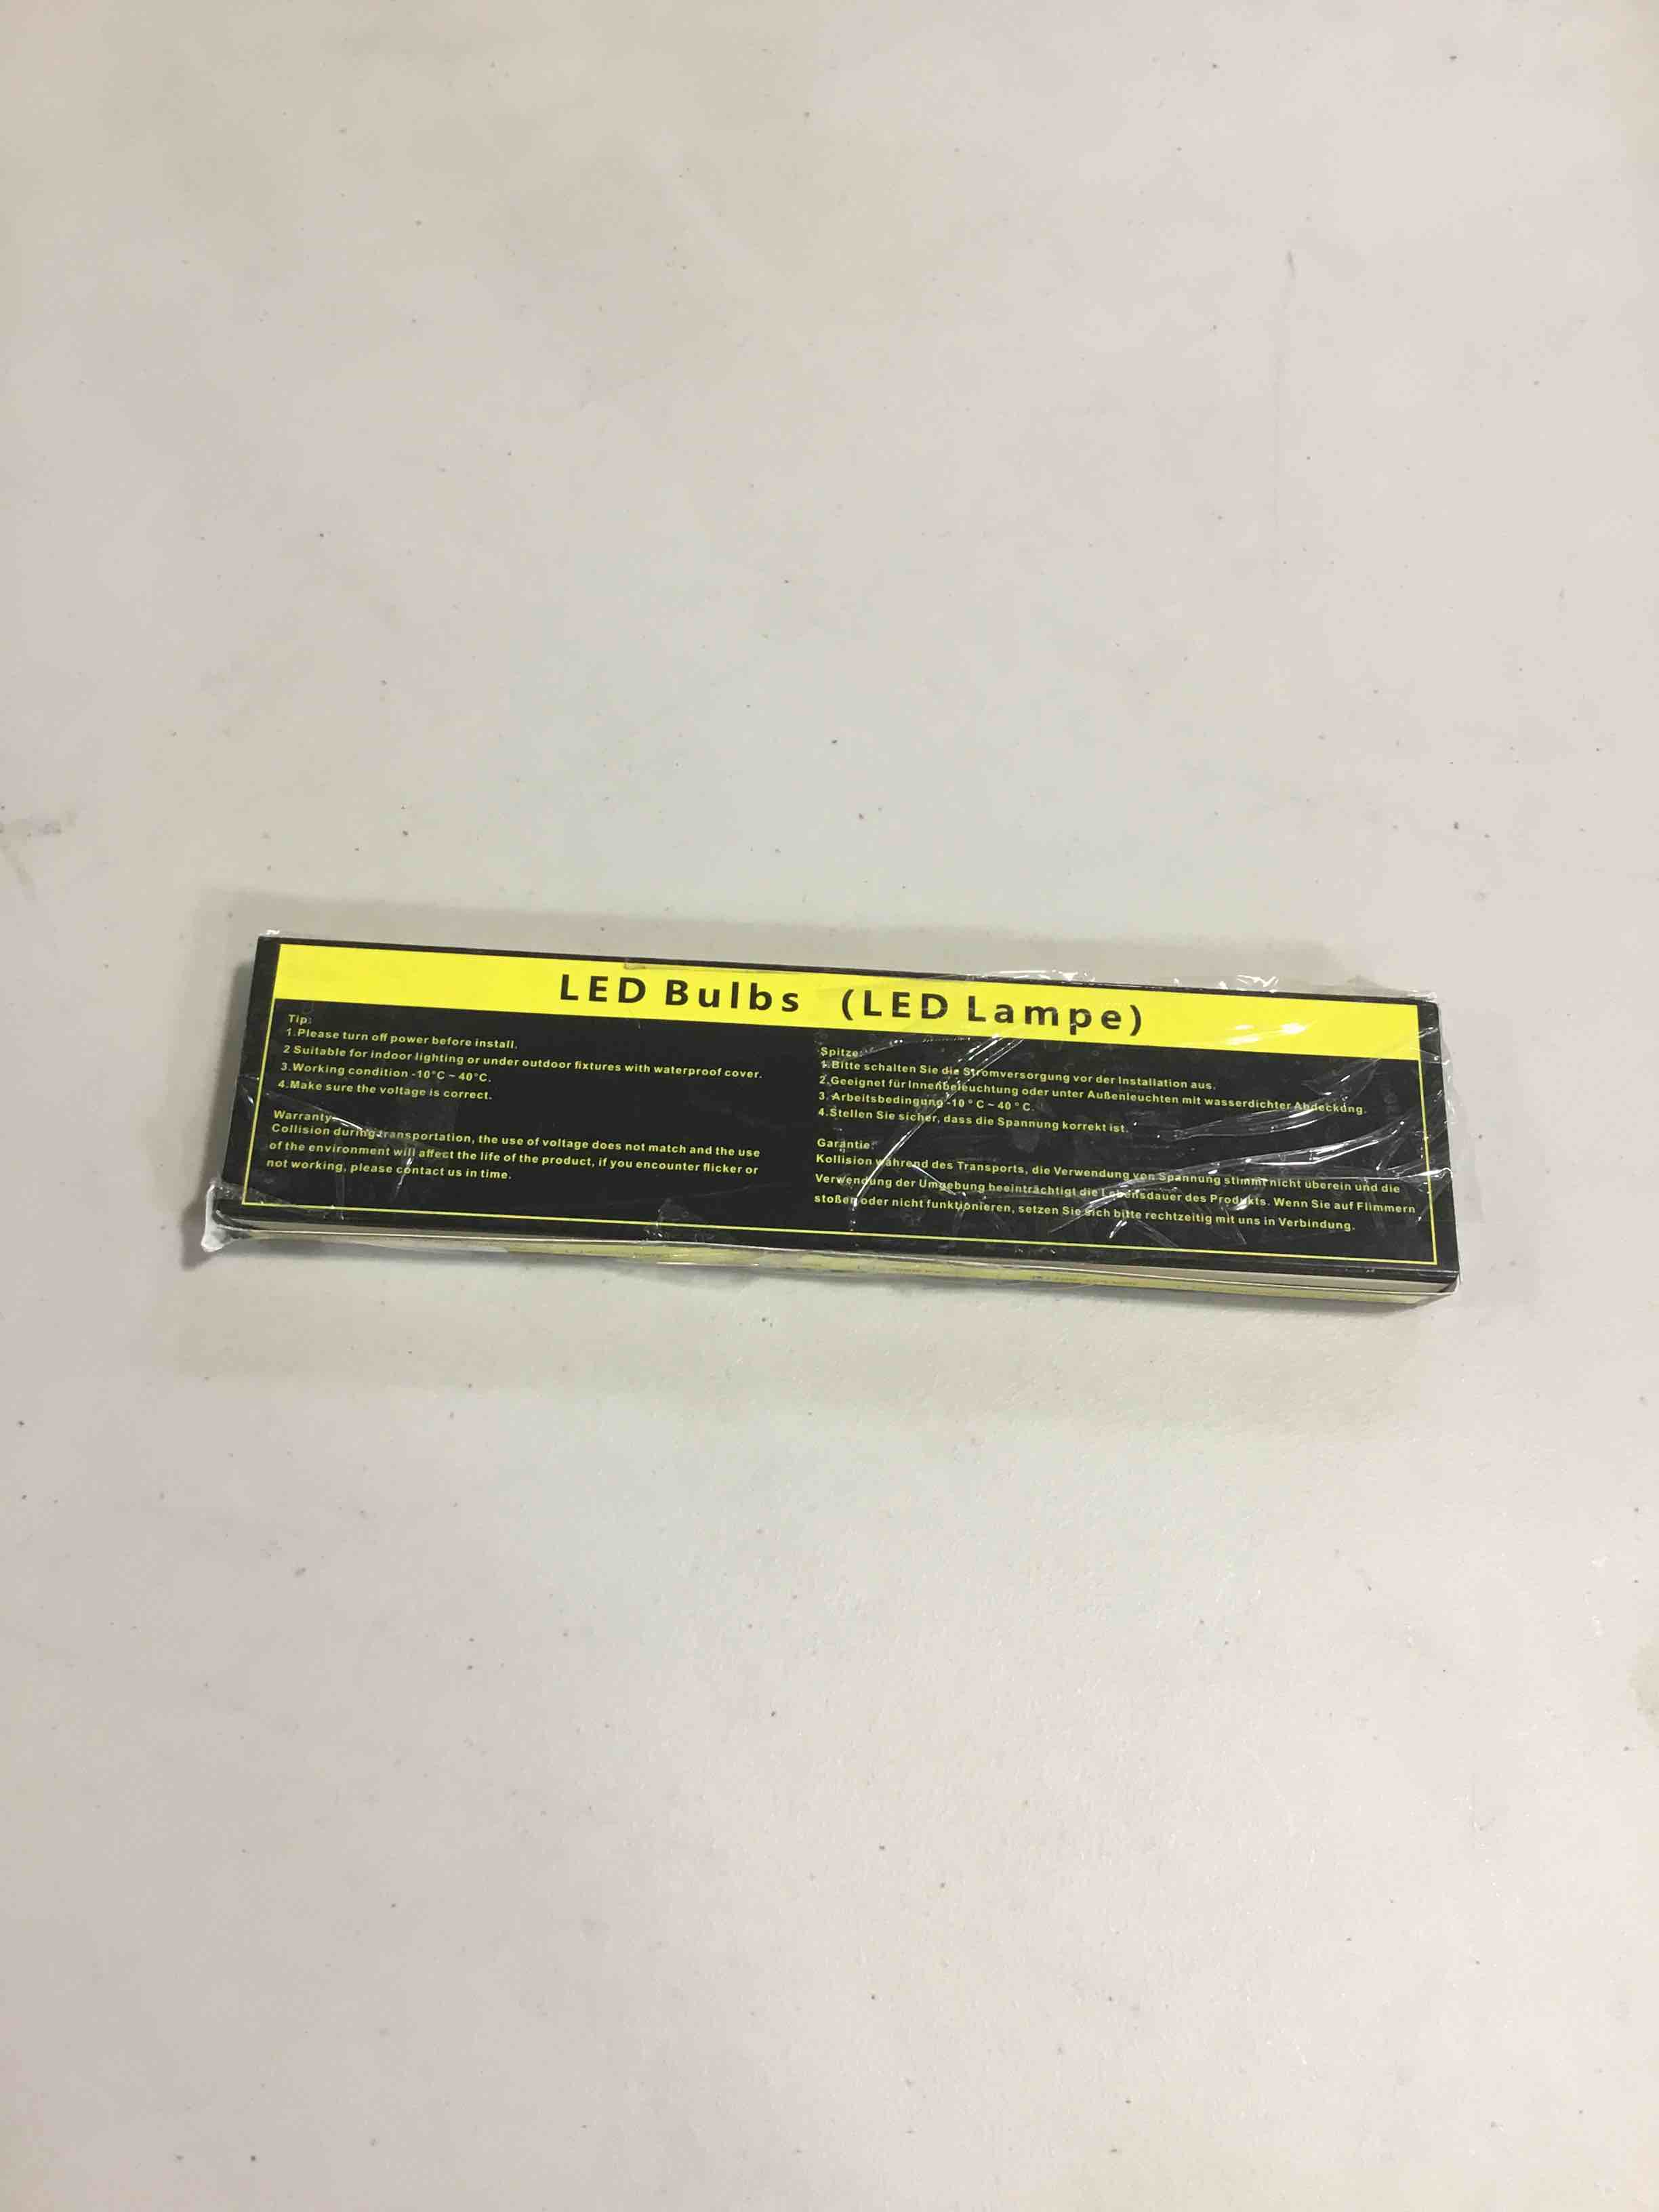 LED Bulbs (LED Lampe)
Tip:
1.Please turn off power before install.
2 Suitable for indoor lighting or under outdoor fixtures with waterproof cover.
3.Working condition -10°C ~ 40°C.
4.Make sure the voltage is correct.
Warranty
Collision during transportation, the use of voltage does not match and the use
of the environment will affect the life of the product, if you encounter flicker or
not working, please contact us in time.
Spitze:
1.Bitte schalten Sie die Stromversorgung vor der Installation aus.
2.Geeignet für Innenbeleuchtung oder unter Außenleuchten mit wasserdichter Abdeckung.
3. Arbeitsbedingung -10 ° C ~ 40 ° C.
4.Stellen Sie sicher, dass die Spannung korrekt ist.
Garantie:
Kollision während des Transports, die Verwendung von Spannung stimmt nicht überein und die
Verwendung der Umgebung beeinträchtigt die Lebensdauer des Produkts. Wenn Sie auf Flimmern
stoßen oder nicht funktionieren, setzen Sie sich bitte rechtzeitig mit uns in Verbindung.